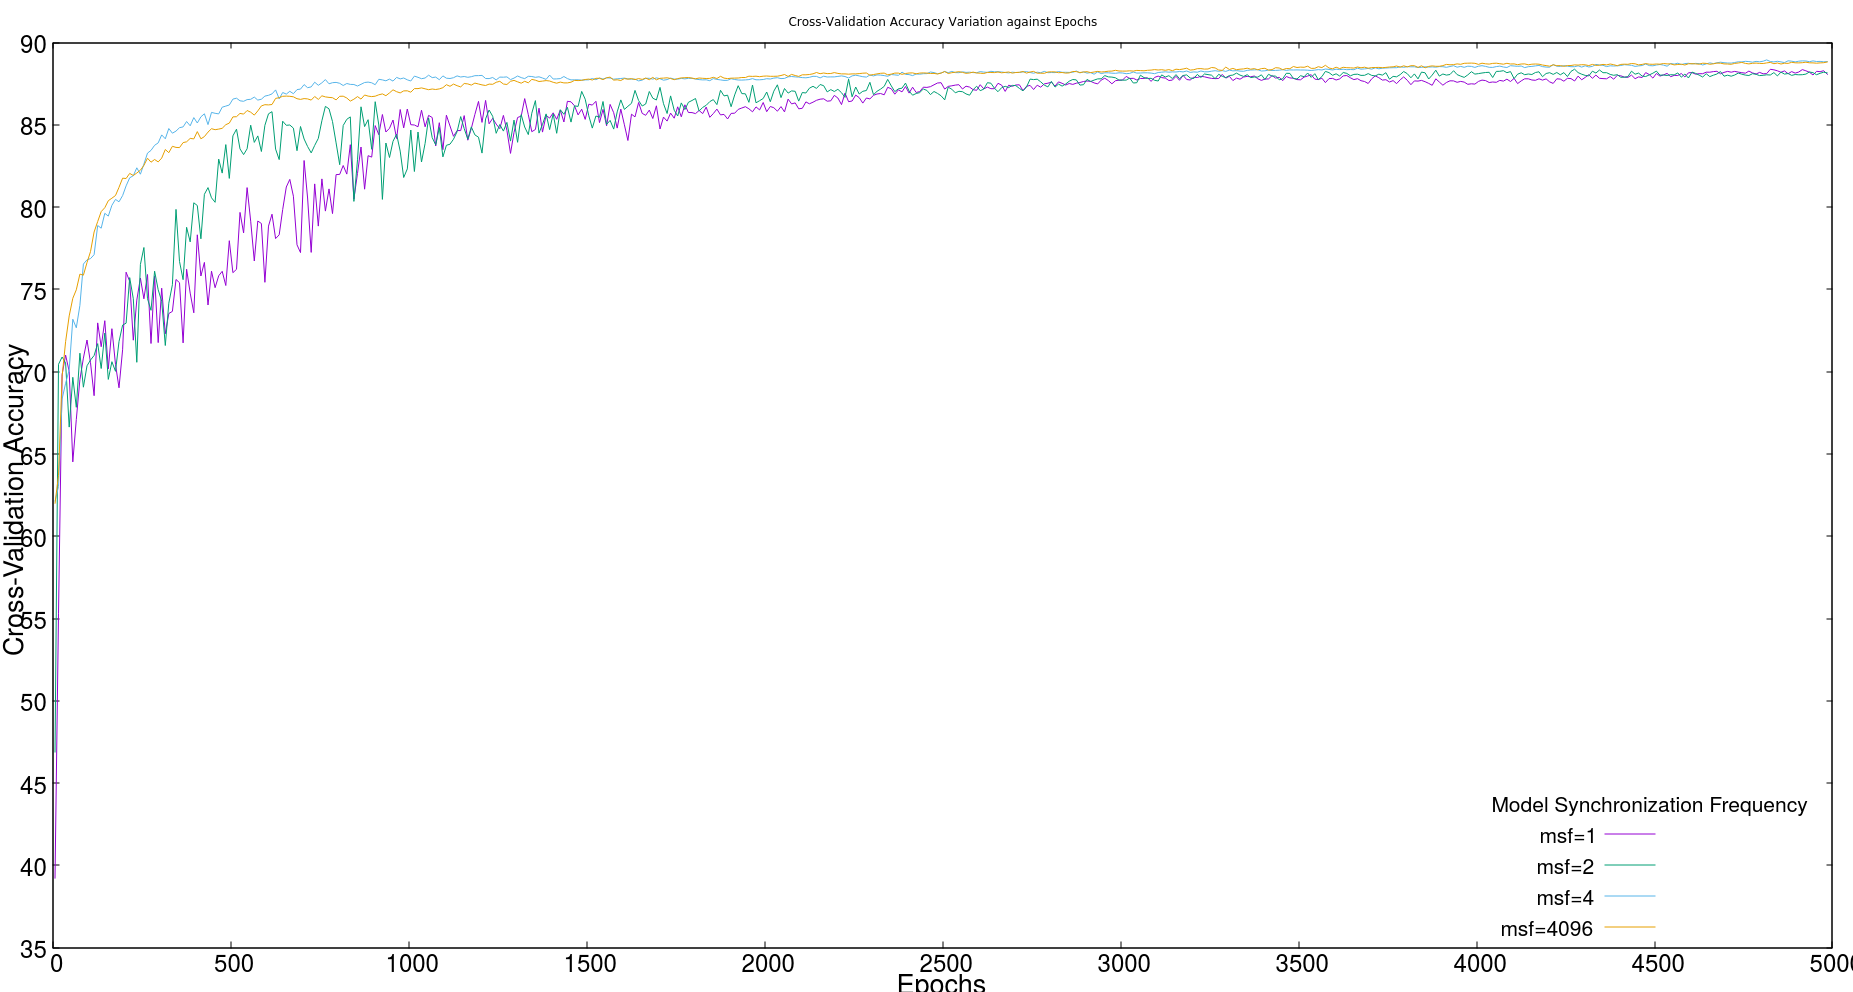 Cross-Validation Accuracy Variation against Epochs
90
85
80
75
70
65
60
55
50
45
40
35
Cross-Validation Accuracy
Model Synchronization Frequency
msf=1
msf=2
msf=4
msf=4096
0 500 1000 1500 2000 2500 3000 3500 4000 4500 5000
Epochs